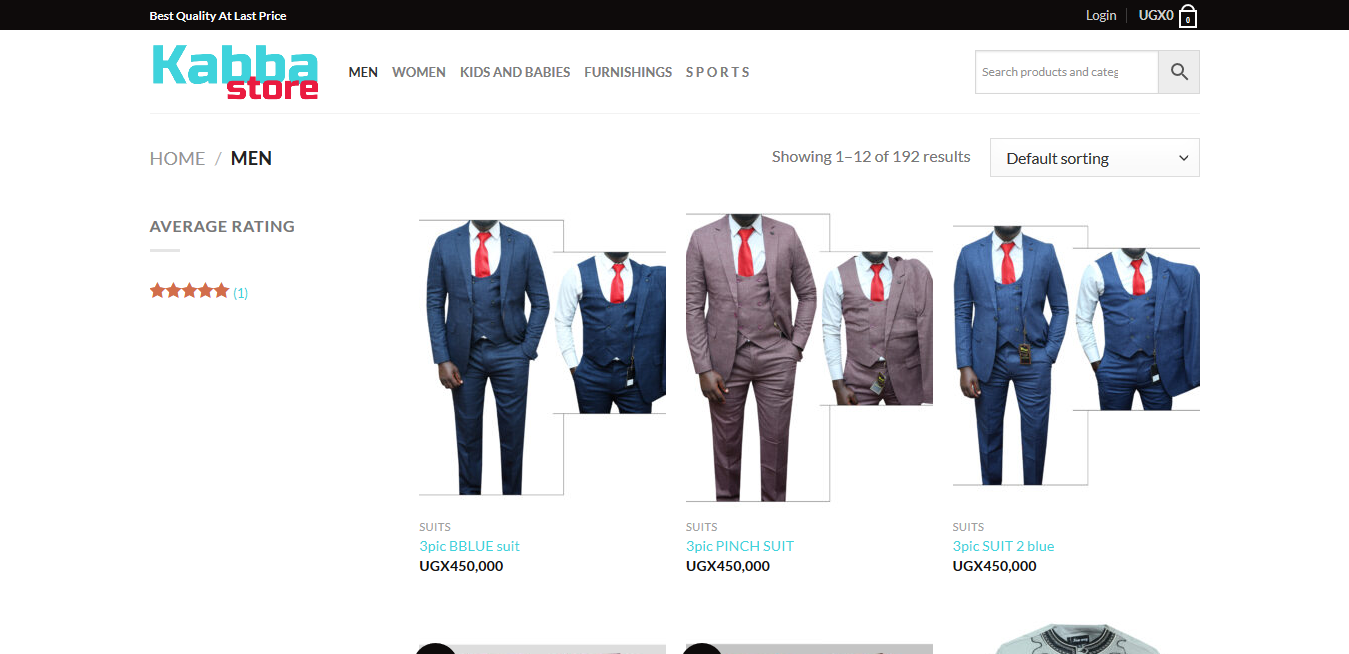 Best Quality At Last Price
Login
UGX0
0
Kabba
store
MEN
WOMEN
KIDS AND BABIES
FURNISHINGS
SPORTS
Search products and categ
HOME / MEN
Showing 1–12 of 192 results
Default sorting
AVERAGE RATING
(1)
SUITS
3pic BBLUE suit
UGX450,000
SUITS
3pic PINCH SUIT
UGX450,000
SUITS
3pic SUIT 2 blue
UGX450,000